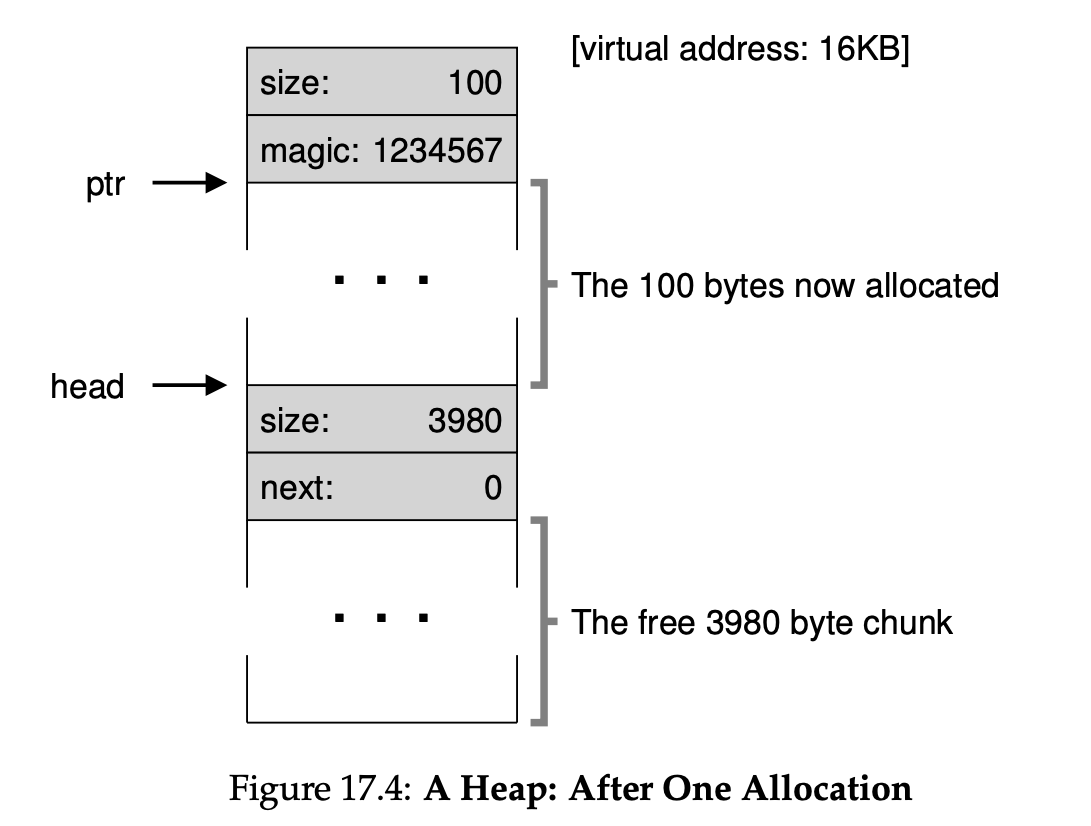 [virtual address: 16KB]
size: 100
magic: 1234567
ptr
The 100 bytes now allocated
. . .
head
size: 3980
next: 0
The free 3980 byte chunk
. . .
Figure 17.4: A Heap: After One Allocation